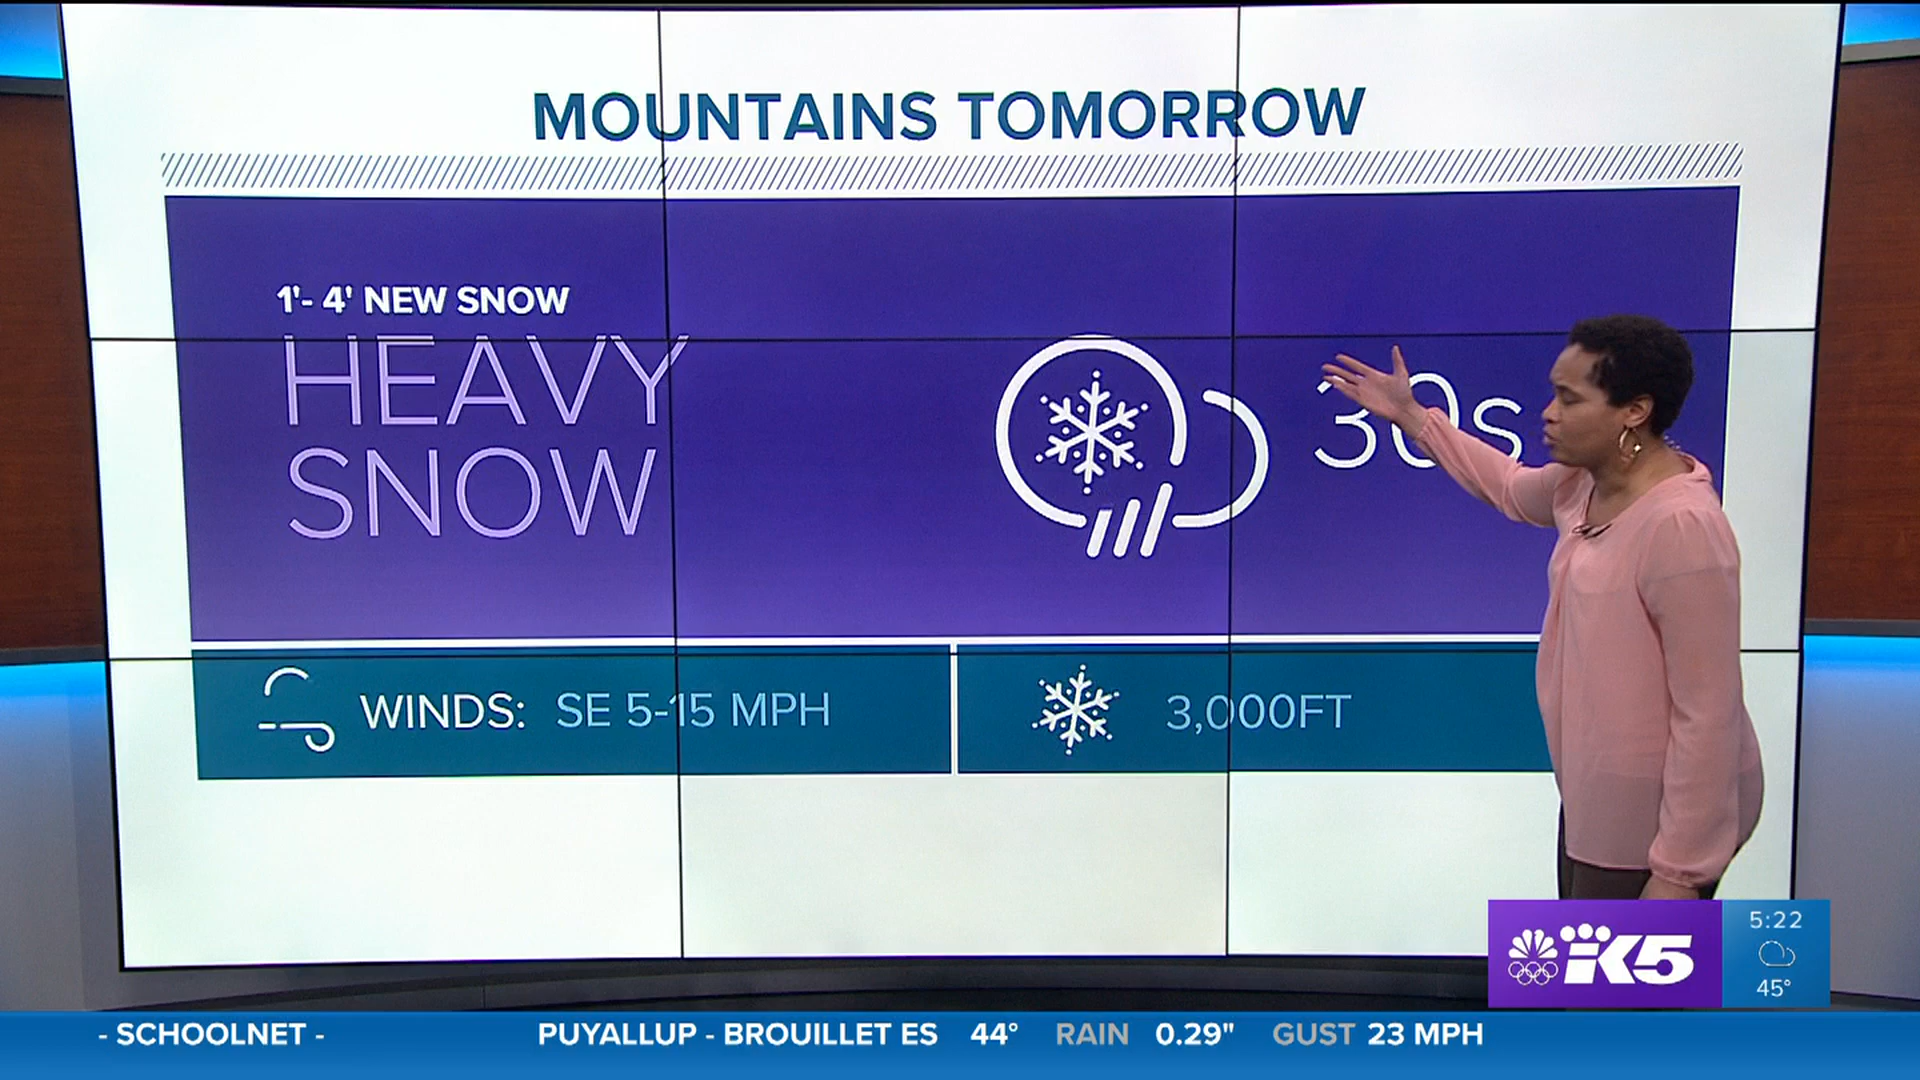 MOUNTAINS TOMORROW
1'- 4' NEW SNOW
HEAVY
SNOW
30s
WINDS: SE 5-15 MPH
3,000FT
K5
5:22
45°
- SCHOOLNET - PUYALLUP - BROUILLET ES 44° RAIN 0.29" GUST 23 MPH